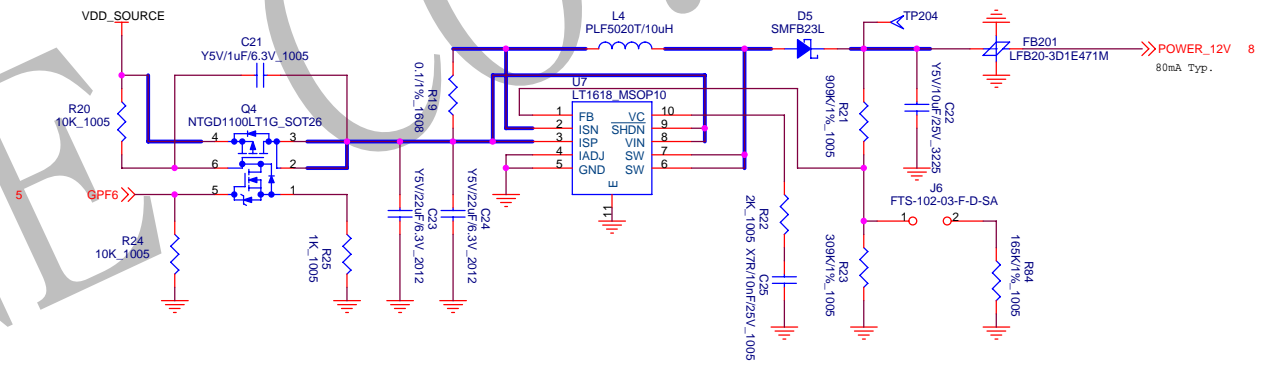 VDD_SOURCE
C21
Y5V/1uF/6.3V_1005
R20
10K_1005
Q4
NTGD1100LT1G_SOT26
4
3
6
2
5
1
5
GPF6
R24
10K_1005
R25
1K_1005
0.1/1%_1608
R19
Y5V/22uF/6.3V_2012
C23
Y5V/22uF/6.3V_2012
C24
L4
PLF5020T/10uH
U7
LT1618_MSOP10
1
FB
2
ISN
3
ISP
4
IADJ
5
GND
VC
10
SHDN
9
VIN
8
SW
7
SW
6
E
11
D5
SMFB23L
TP204
909K/1%_1005
R21
Y5V/10uF/25V_3225
C22
FB201
LFB20-3D1E471M
POWER_12V
8
80mA Typ.
J6
FTS-102-03-F-D-SA
1
2
R22
2K_1005
C25
X7R/10nF/25V_1005
R23
309K/1%_1005
R84
165K/1%_1005